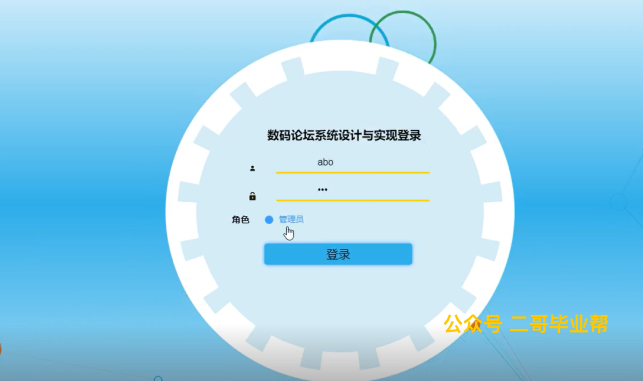 数码论坛系统设计与实现登录
abo
•••
角色 管理员
登录
公众号 二哥毕业帮